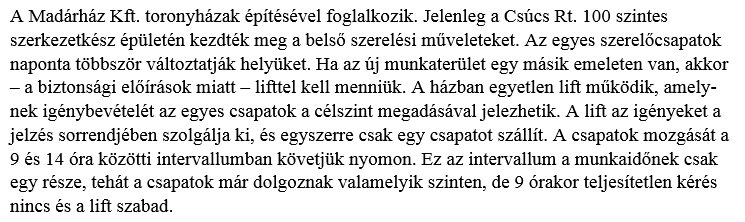 A Madárház Kft. toronyházak építésével foglalkozik. Jelenleg a Csúcs Rt. 100 szintes
szerkezetkész épületén kezdték meg a belső szerelési műveleteket. Az egyes szerelőcsapatok
naponta többször változtatják helyüket. Ha az új munkaterület egy másik emeleten van, akkor
– a biztonsági előírások miatt – lifttel kell menniük. A házban egyetlen lift működik, amely-
nek igénybevételét az egyes csapatok a célszint megadásával jelezhetik. A lift az igényeket a
jelzés sorrendjében szolgálja ki, és egyszerre csak egy csapatot szállít. A csapatok mozgását a
9 és 14 óra közötti intervallumban követjük nyomon. Ez az intervallum a munkaidőnek csak
egy része, tehát a csapatok már dolgoznak valamelyik szinten, de 9 órakor teljesítetlen kérés
nincs és a lift szabad.